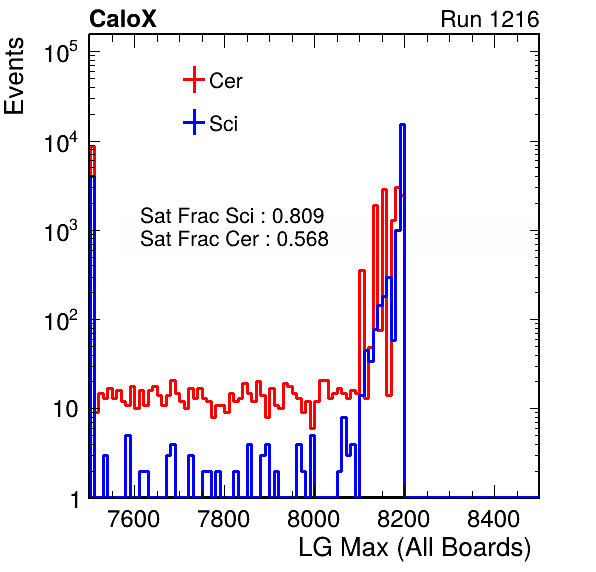 CaloX Run 1216
Events
10^5
10^4
10^3
10^2
10
1
Cer
Sci
Sat Frac Sci : 0.809
Sat Frac Cer : 0.568
7600 7800 8000 8200 8400
LG Max (All Boards)